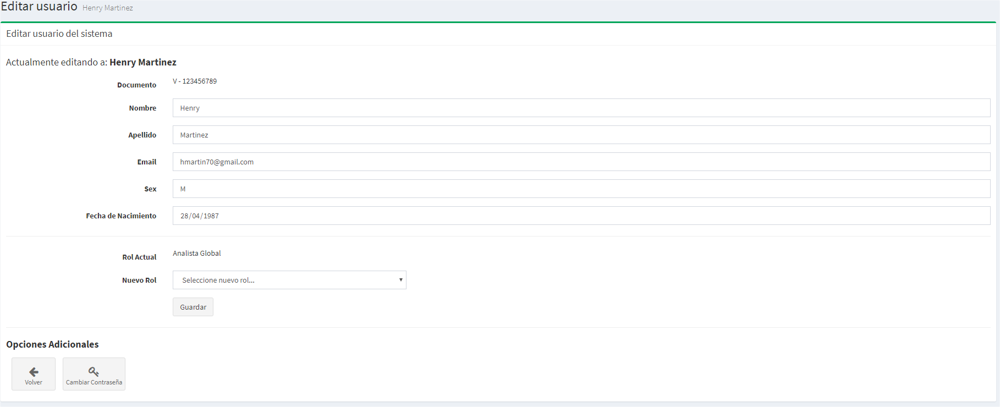 Editar usuario Henry Martinez
Editar usuario del sistema
Actualmente editando a: Henry Martinez
Documento V - 123456789
Nombre Henry
Apellido Martinez
Email hmartin70@gmail.com
Sex M
Fecha de Nacimiento 28/04/1987
Rol Actual Analista Global
Nuevo Rol Seleccione nuevo rol...
Guardar
Opciones Adicionales
Volver Cambiar Contraseña